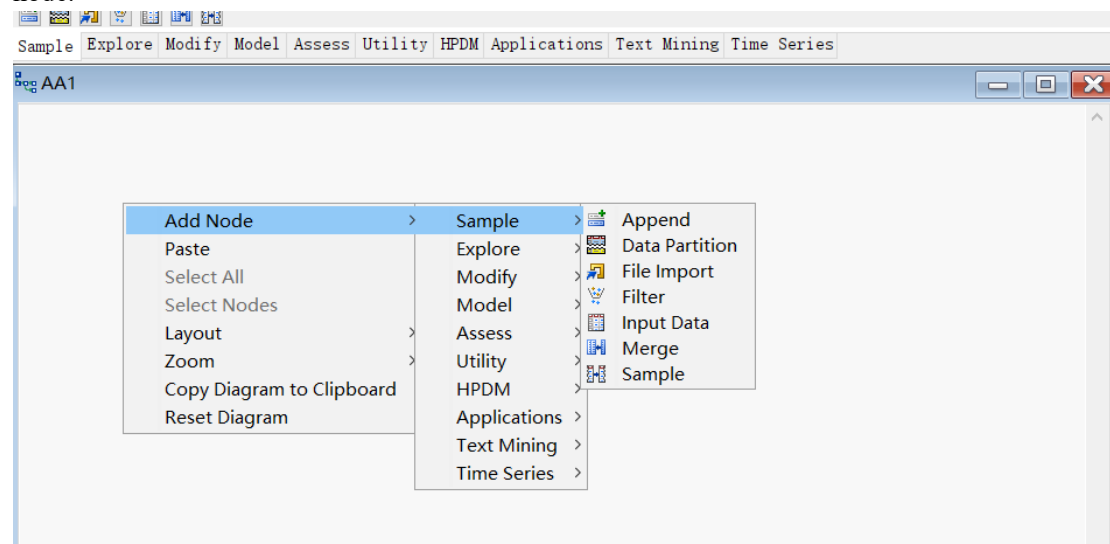 node.
Sample Explore Modify Model Assess Utility HPDM Applications Text Mining Time Series
AA1
Add Node
Paste
Select All
Select Nodes
Layout
Zoom
Copy Diagram to Clipboard
Reset Diagram
Sample
Explore
Modify
Model
Assess
Utility
HPDM
Applications
Text Mining
Time Series
Append
Data Partition
File Import
Filter
Input Data
Merge
Sample